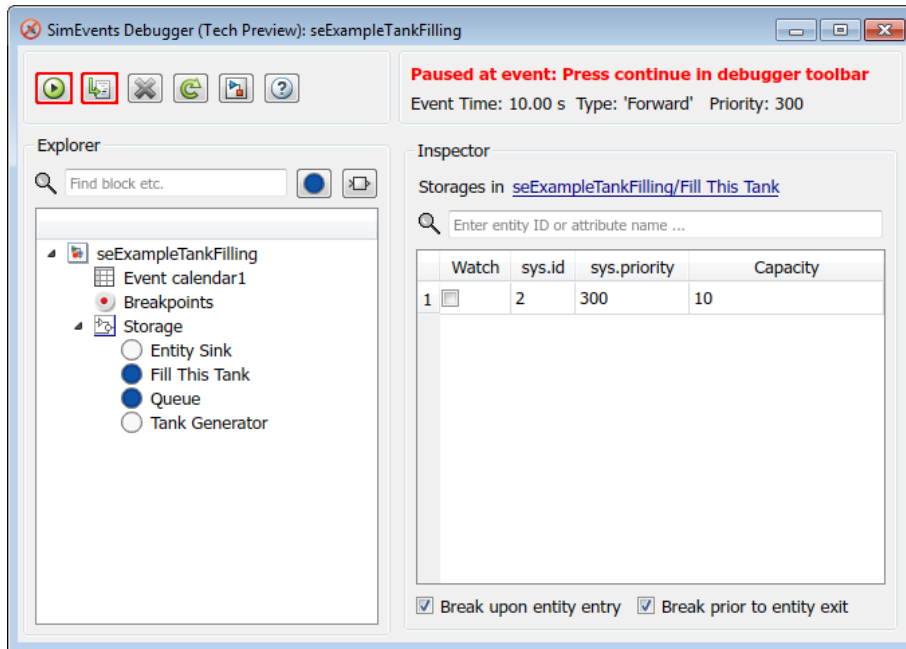 SimEvents Debugger (Tech Preview): seExampleTankFilling
Paused at event: Press continue in debugger toolbar
Event Time: 10.00 s Type: 'Forward' Priority: 300
Explorer
Find block etc.
seExampleTankFilling
Event calendar1
Breakpoints
Storage
Entity Sink
Fill This Tank
Queue
Tank Generator
Inspector
Storages in seExampleTankFilling/Fill This Tank
Enter entity ID or attribute name ...
Watch sys.id sys.priority Capacity
1 2 300 10
Break upon entity entry Break prior to entity exit